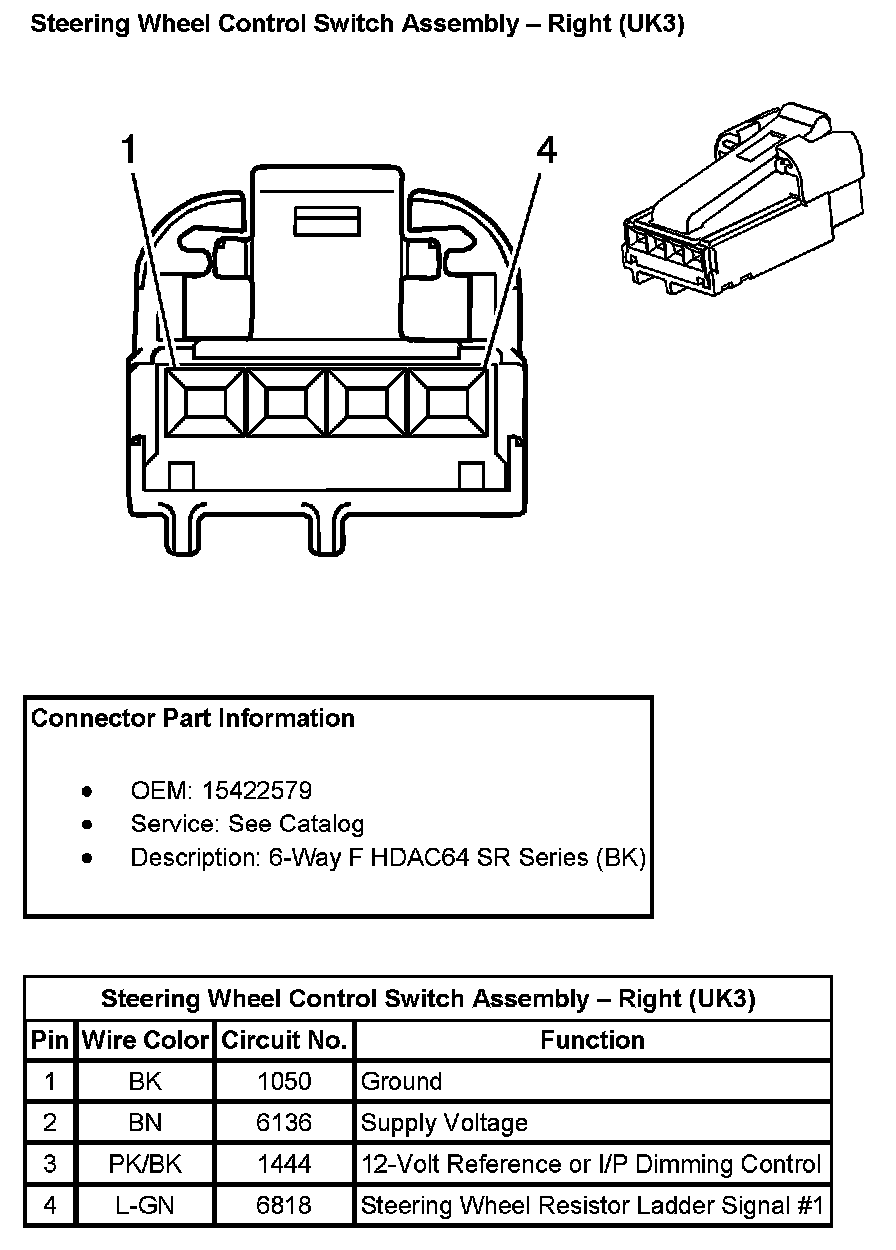 Steering Wheel Control Switch Assembly – Right (UK3)
1
4
Connector Part Information
• OEM: 15422579
• Service: See Catalog
• Description: 6-Way F HDAC64 SR Series (BK)
Steering Wheel Control Switch Assembly – Right (UK3)
Pin Wire Color Circuit No. Function
1 BK 1050 Ground
2 BN 6136 Supply Voltage
3 PK/BK 1444 12-Volt Reference or I/P Dimming Control
4 L-GN 6818 Steering Wheel Resistor Ladder Signal #1